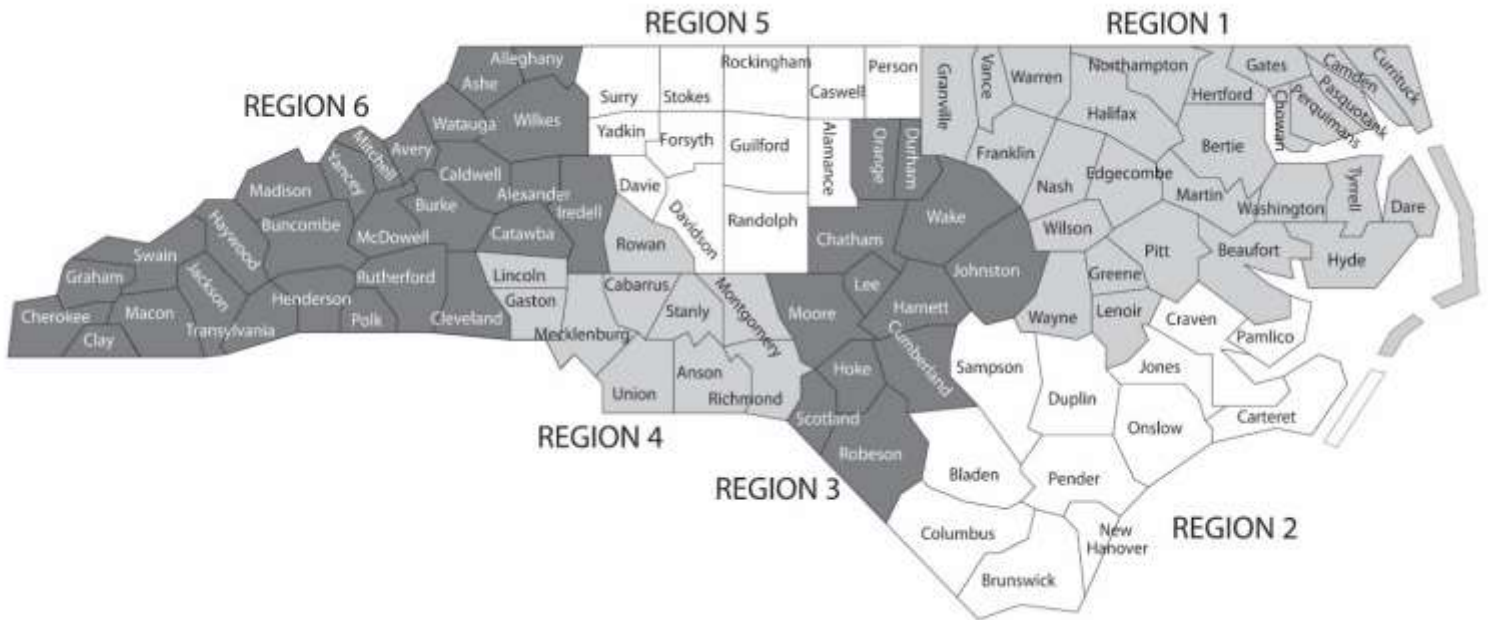 REGION 5
REGION 1
REGION 6
REGION 4
REGION 3
REGION 2
Alleghany
Ashe
Watauga
Wilkes
Mitchell
Avery
Yancey
Caldwell
Alexander
Iredell
Madison
Burke
Buncombe
McDowell
Catawba
Haywood
Swain
Graham
Jackson
Rutherford
Henderson
Cherokee
Macon
Clay
Transylvania
Polk
Cleveland
Surry
Stokes
Rockingham
Caswell
Person
Yadkin
Forsyth
Guilford
Alamance
Davie
Davidson
Randolph
Rowan
Lincoln
Gaston
Cabarrus
Stanly
Montgomery
Mecklenburg
Union
Anson
Richmond
Orange
Durham
Wake
Chatham
Lee
Johnston
Moore
Harnett
Cumberland
Hoke
Scotland
Robeson
Granville
Vance
Warren
Northampton
Gates
Camden
Currituck
Pasquotank
Perquimans
Chowan
Hertford
Halifax
Franklin
Bertie
Nash
Edgecombe
Martin
Washington
Tyrrell
Dare
Wilson
Pitt
Beaufort
Hyde
Greene
Wayne
Lenoir
Craven
Pamlico
Jones
Sampson
Duplin
Onslow
Carteret
Bladen
Pender
Columbus
New
Hanover
Brunswick